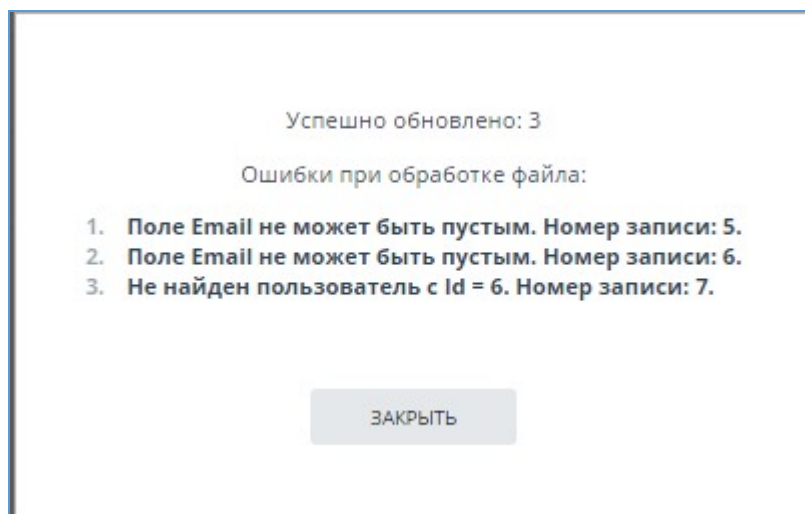 Успешно обновлено: 3
Ошибки при обработке файла:
1. Поле Email не может быть пустым. Номер записи: 5.
2. Поле Email не может быть пустым. Номер записи: 6.
3. Не найден пользователь с Id = 6. Номер записи: 7.
ЗАКРЫТЬ